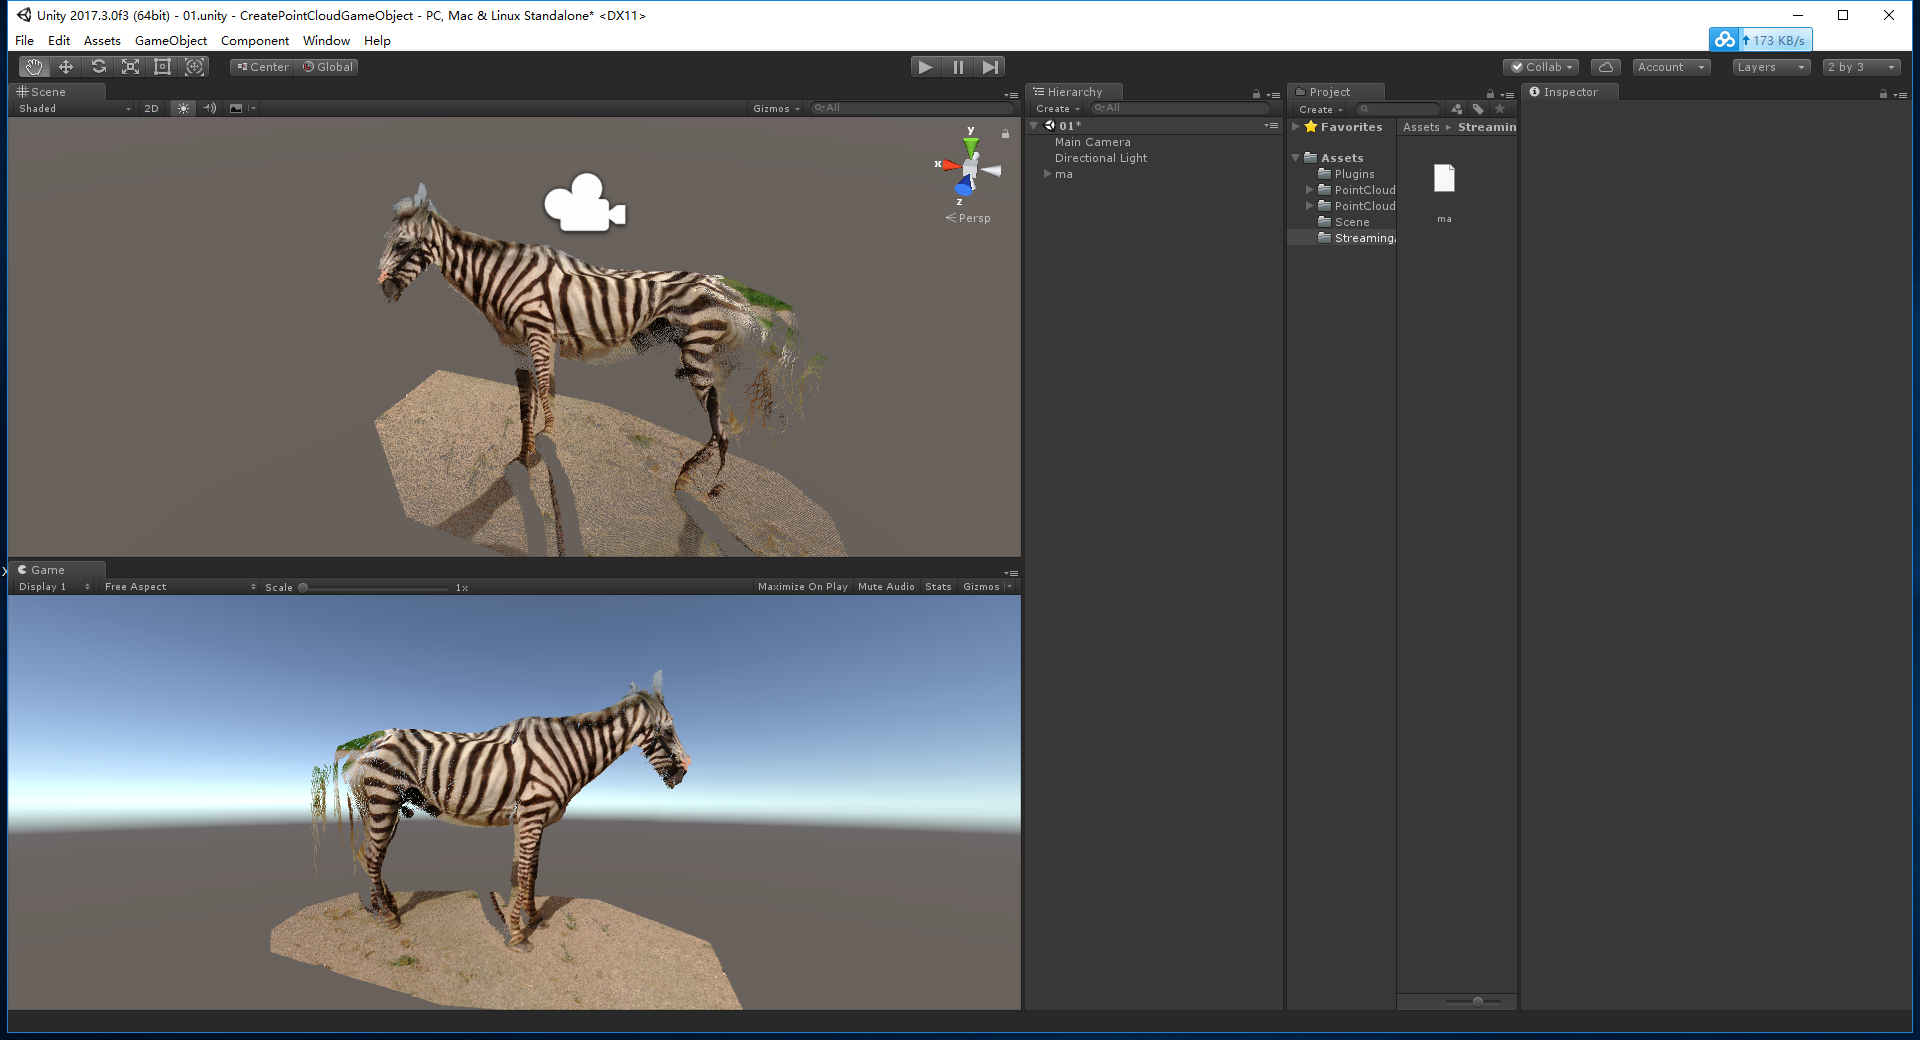 Unity 2017.3.0f3 (64bit) - 01.unity - CreatePointCloudGameObject - PC, Mac & Linux Standalone* <DX11>
File Edit Assets GameObject Component Window Help
173 KB/s
Center Global
Collab Account Layers 2 by 3
Scene
Shaded 2D Gizmos All
y
x
z
Persp
Hierarchy
Create All
01*
Main Camera
Directional Light
ma
Project
Create
Favorites
Assets
Plugins
PointCloud
PointCloud
Scene
Streaming
Assets Streamin
ma
Inspector
Game
Display 1 Free Aspect Scale 1x Maximize On Play Mute Audio Stats Gizmos